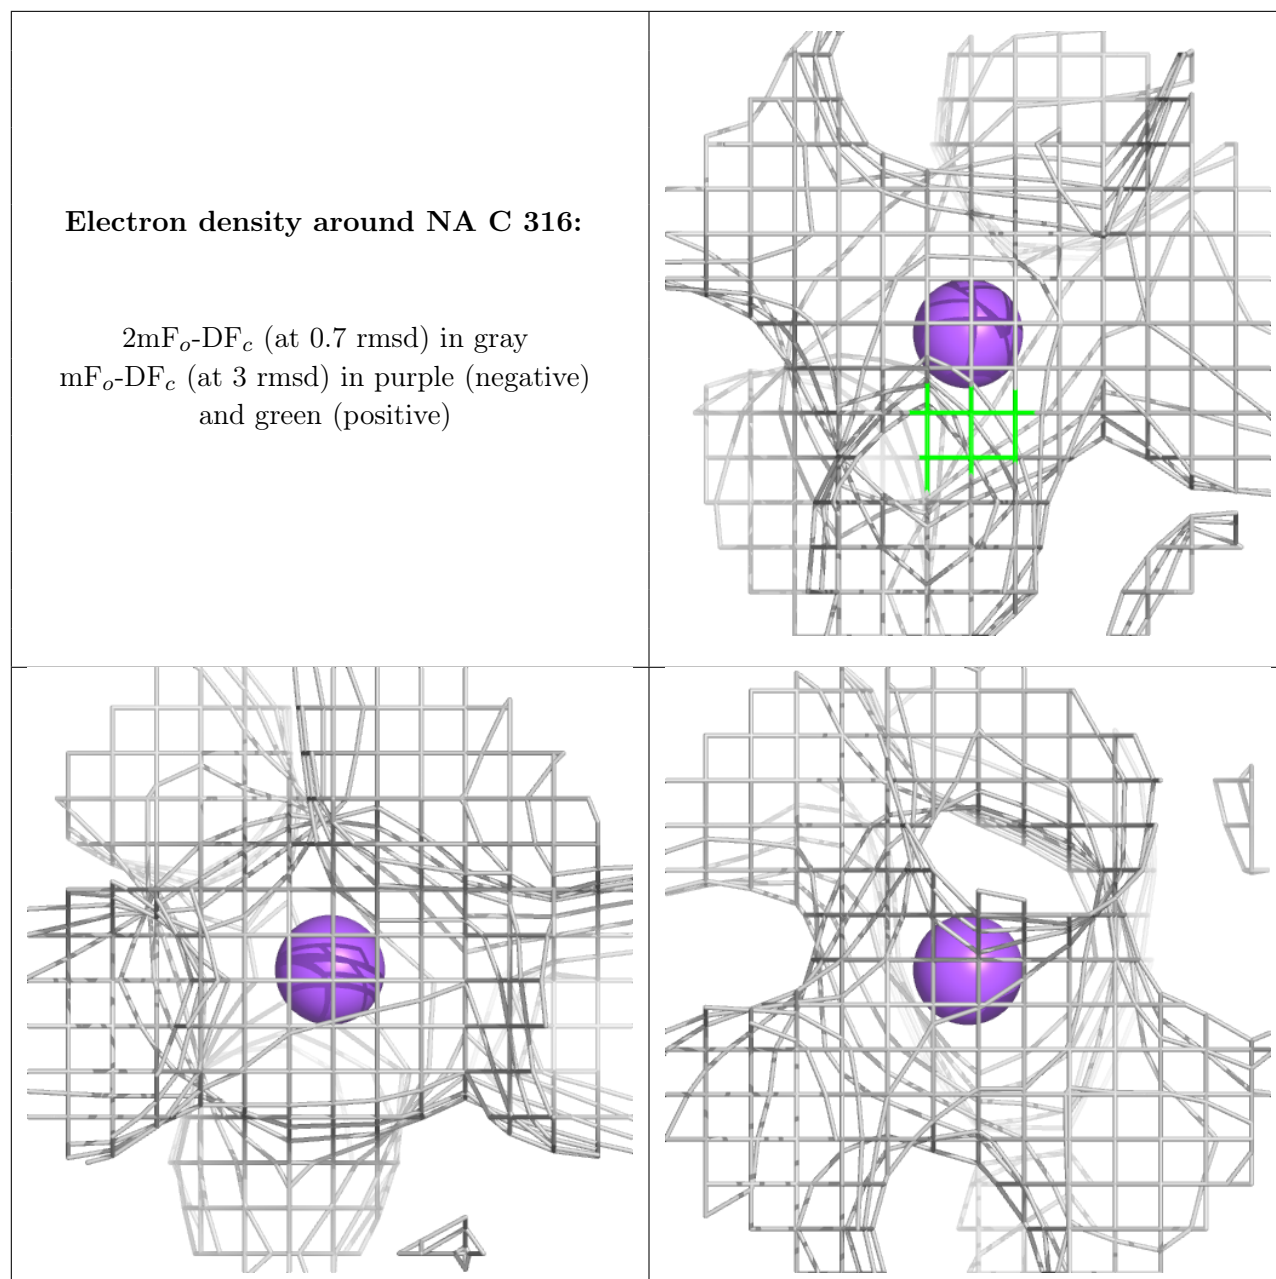 Electron density around NA C 316:
2mFo-DFc (at 0.7 rmsd) in gray
mFo-DFc (at 3 rmsd) in purple (negative)
and green (positive)